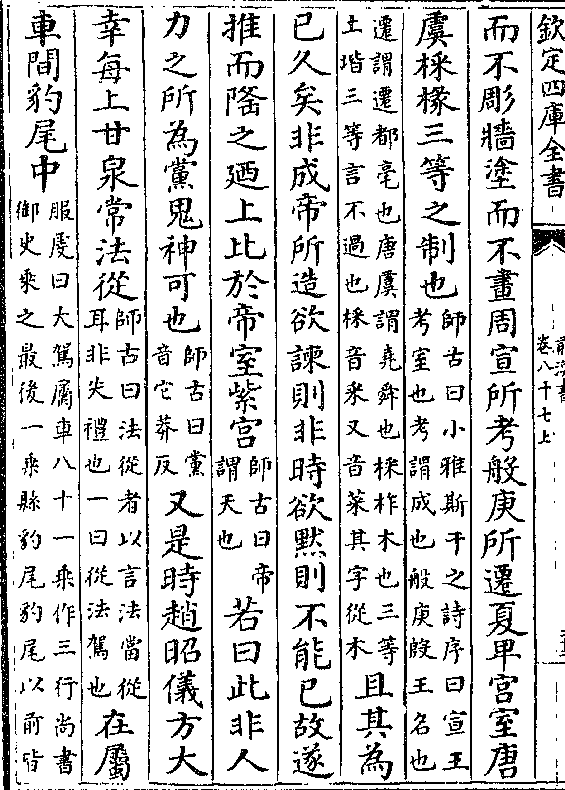 欽定四庫全書
前漢書
卷八十七上
而不彫牆塗而不畫周宣所考般庚所遷夏卑宫室唐
虞棌椽三等之制也
師古曰小雅斯干之詩序曰宣王
考室也考謂成也般庚殷王名也
遷謂遷都亳也唐虞謂堯舜也棌柞木也三等
土堦三等言不過也棌音采又音菜其字從木
且其為
已久矣非成帝所造欲諫則非時欲黙則不能已故遂
推而隆之廼上比於帝室紫宫
師古曰帝
謂天也
若曰此非人
力之所為黨鬼神可也
師古曰黨
音它莽反
又是時趙昭儀方大
幸每上甘泉常法從
師古曰法從者以言法當從
耳非失禮也一曰從法駕也
在屬
車間豹尾中
服虔曰大駕屬車八十一乗作三行尚書
御史乗之最後一乗縣豹尾豹尾以前皆